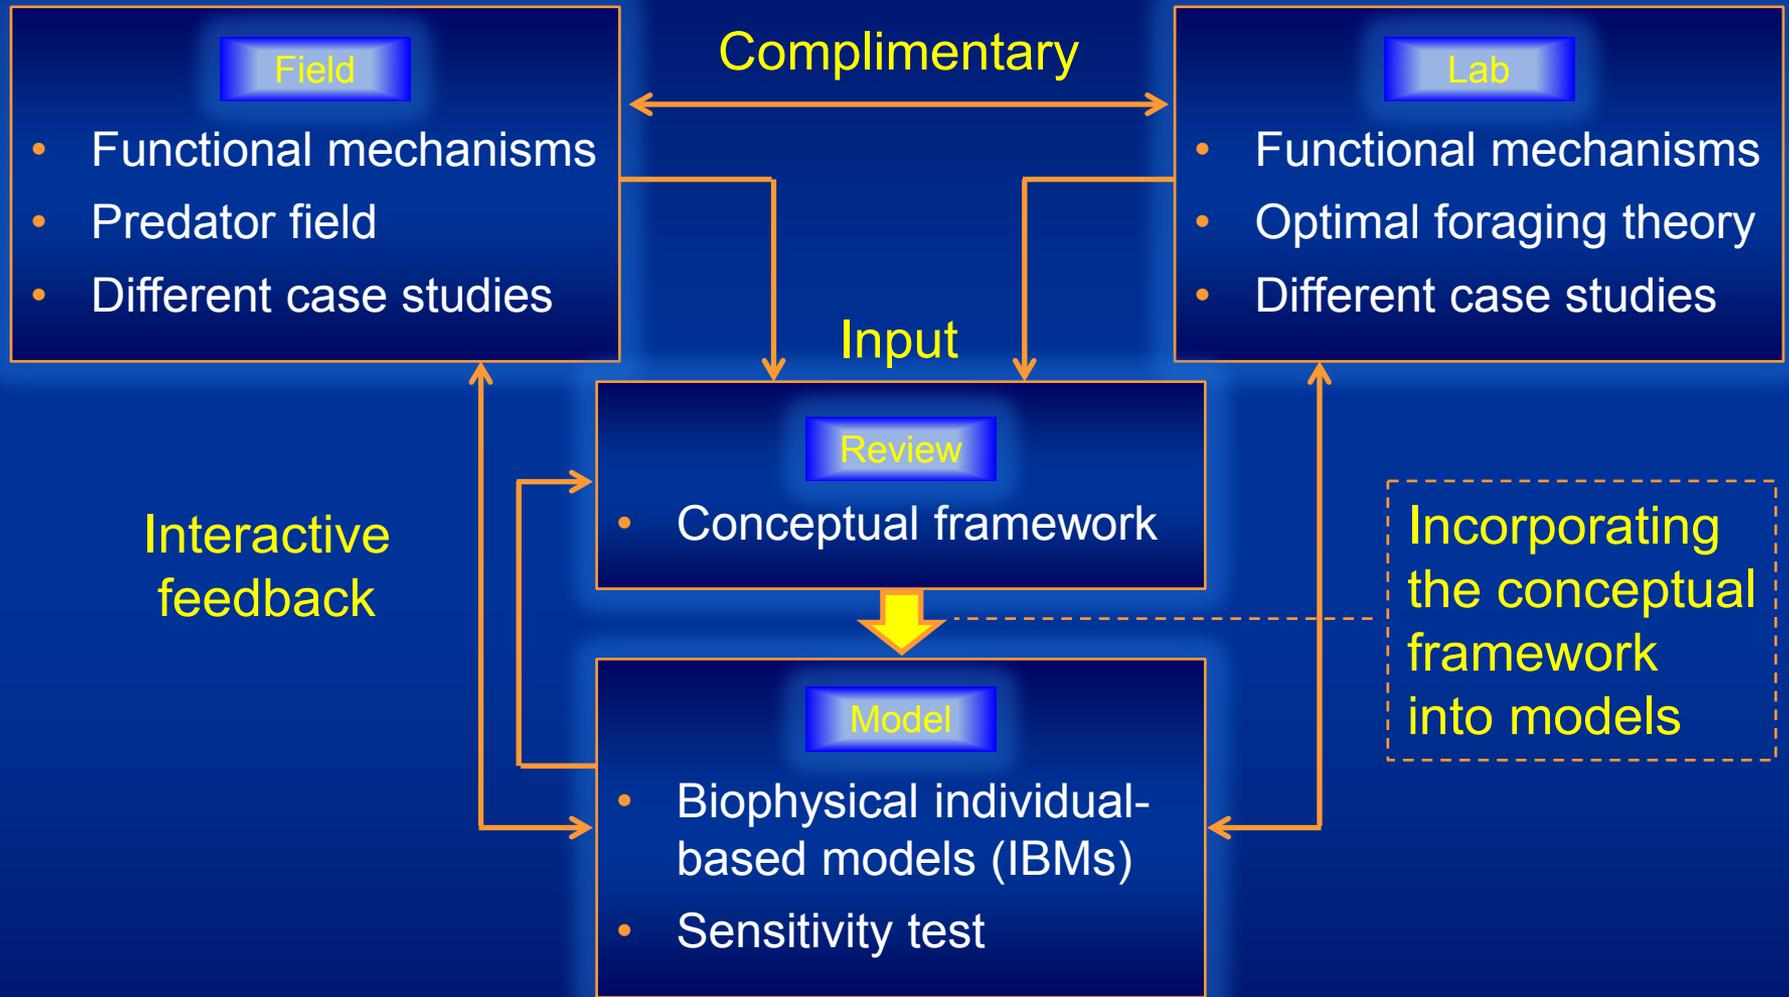 Field
• Functional mechanisms
• Predator field
• Different case studies
Complimentary
Lab
• Functional mechanisms
• Optimal foraging theory
• Different case studies
Input
Review
• Conceptual framework
Interactive
feedback
Incorporating
the conceptual
framework
into models
Model
• Biophysical individual-
based models (IBMs)
• Sensitivity test